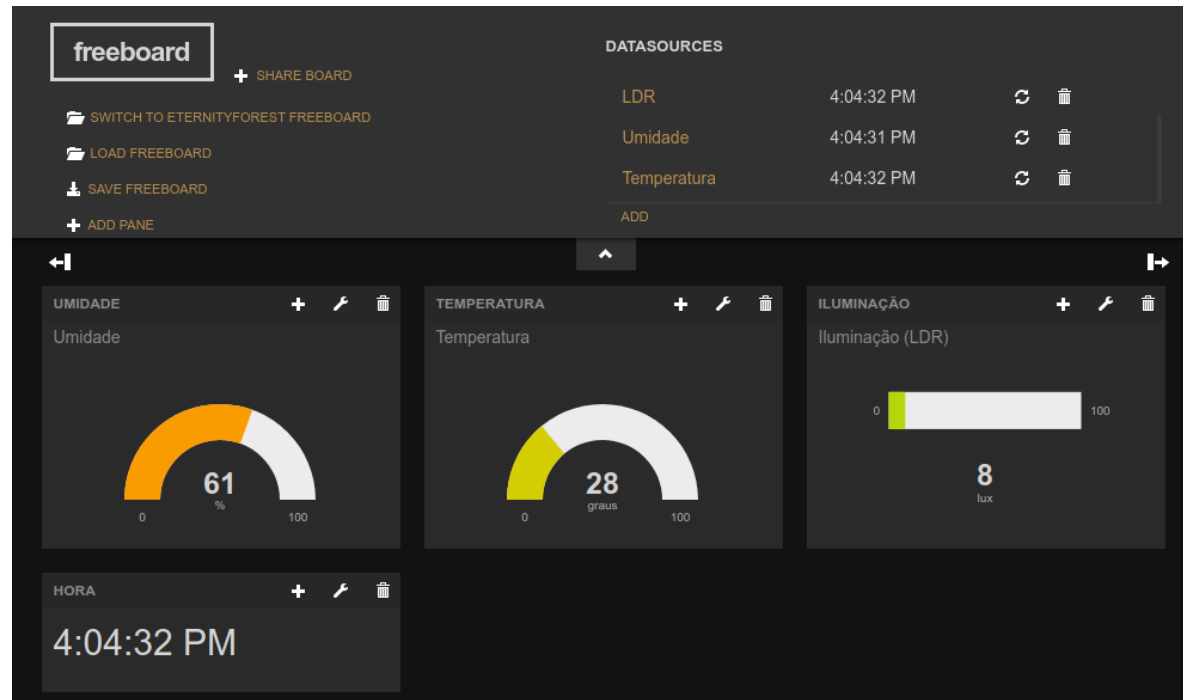 freeboard
SHARE BOARD
SWITCH TO ETERNITYFOREST FREEBOARD
LOAD FREEBOARD
SAVE FREEBOARD
ADD PANE
DATASOURCES
LDR 4:04:32 PM
Umidade 4:04:31 PM
Temperatura 4:04:32 PM
ADD
UMIDADE
Umidade
61
%
0 100
TEMPERATURA
Temperatura
28
graus
0 100
ILUMINAÇÃO
Iluminação (LDR)
0 100
8
lux
HORA
4:04:32 PM